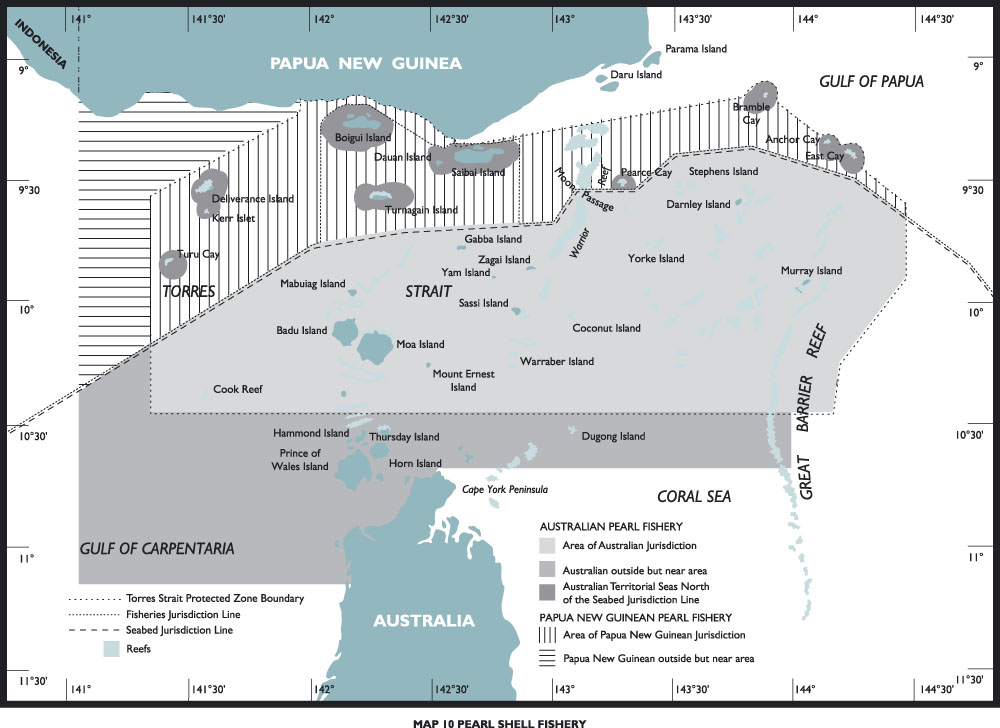 141°
141°30'
142°
142°30'
143°
143°30'
144°
144°30'
INDONESIA
PAPUA NEW GUINEA
Parama Island
Daru Island
GULF OF PAPUA
9°
9°
Bramble
Cay
Boigui Island
Anchor Cay
Dauan Island
East Cay
Saibai Island
Moon
Passage
Reef
Warrior
Pearce Cay
Stephens Island
9°30'
9°30'
Deliverance Island
Kerr Islet
Turnagain Island
Darnley Island
Gabba Island
Turu Cay
Zagai Island
Yorke Island
Yam Island
Murray Island
Mabuiag Island
TORRES
STRAIT
10°
10°
Sassi Island
Badu Island
Coconut Island
Moa Island
Warraber Island
Mount Ernest
Island
Cook Reef
GREAT BARRIER REEF
10°30'
10°30'
Hammond Island
Thursday Island
Dugong Island
Prince of
Wales Island
Horn Island
Cape York Peninsula
CORAL SEA
GULF OF CARPENTARIA
11°
11°
AUSTRALIAN PEARL FISHERY
Area of Australian Jurisdiction
Australian outside but near area
Australian Territorial Seas North
of the Seabed Jurisdiction Line
PAPUA NEW GUINEAN PEARL FISHERY
Area of Papua New Guinean Jurisdiction
Papua New Guinean outside but near area
Torres Strait Protected Zone Boundary
Fisheries Jurisdiction Line
Seabed Jurisdiction Line
Reefs
AUSTRALIA
11°30'
11°30'
141°
141°30'
142°
142°30'
143°
143°30'
144°
144°30'
MAP 10 PEARL SHELL FISHERY